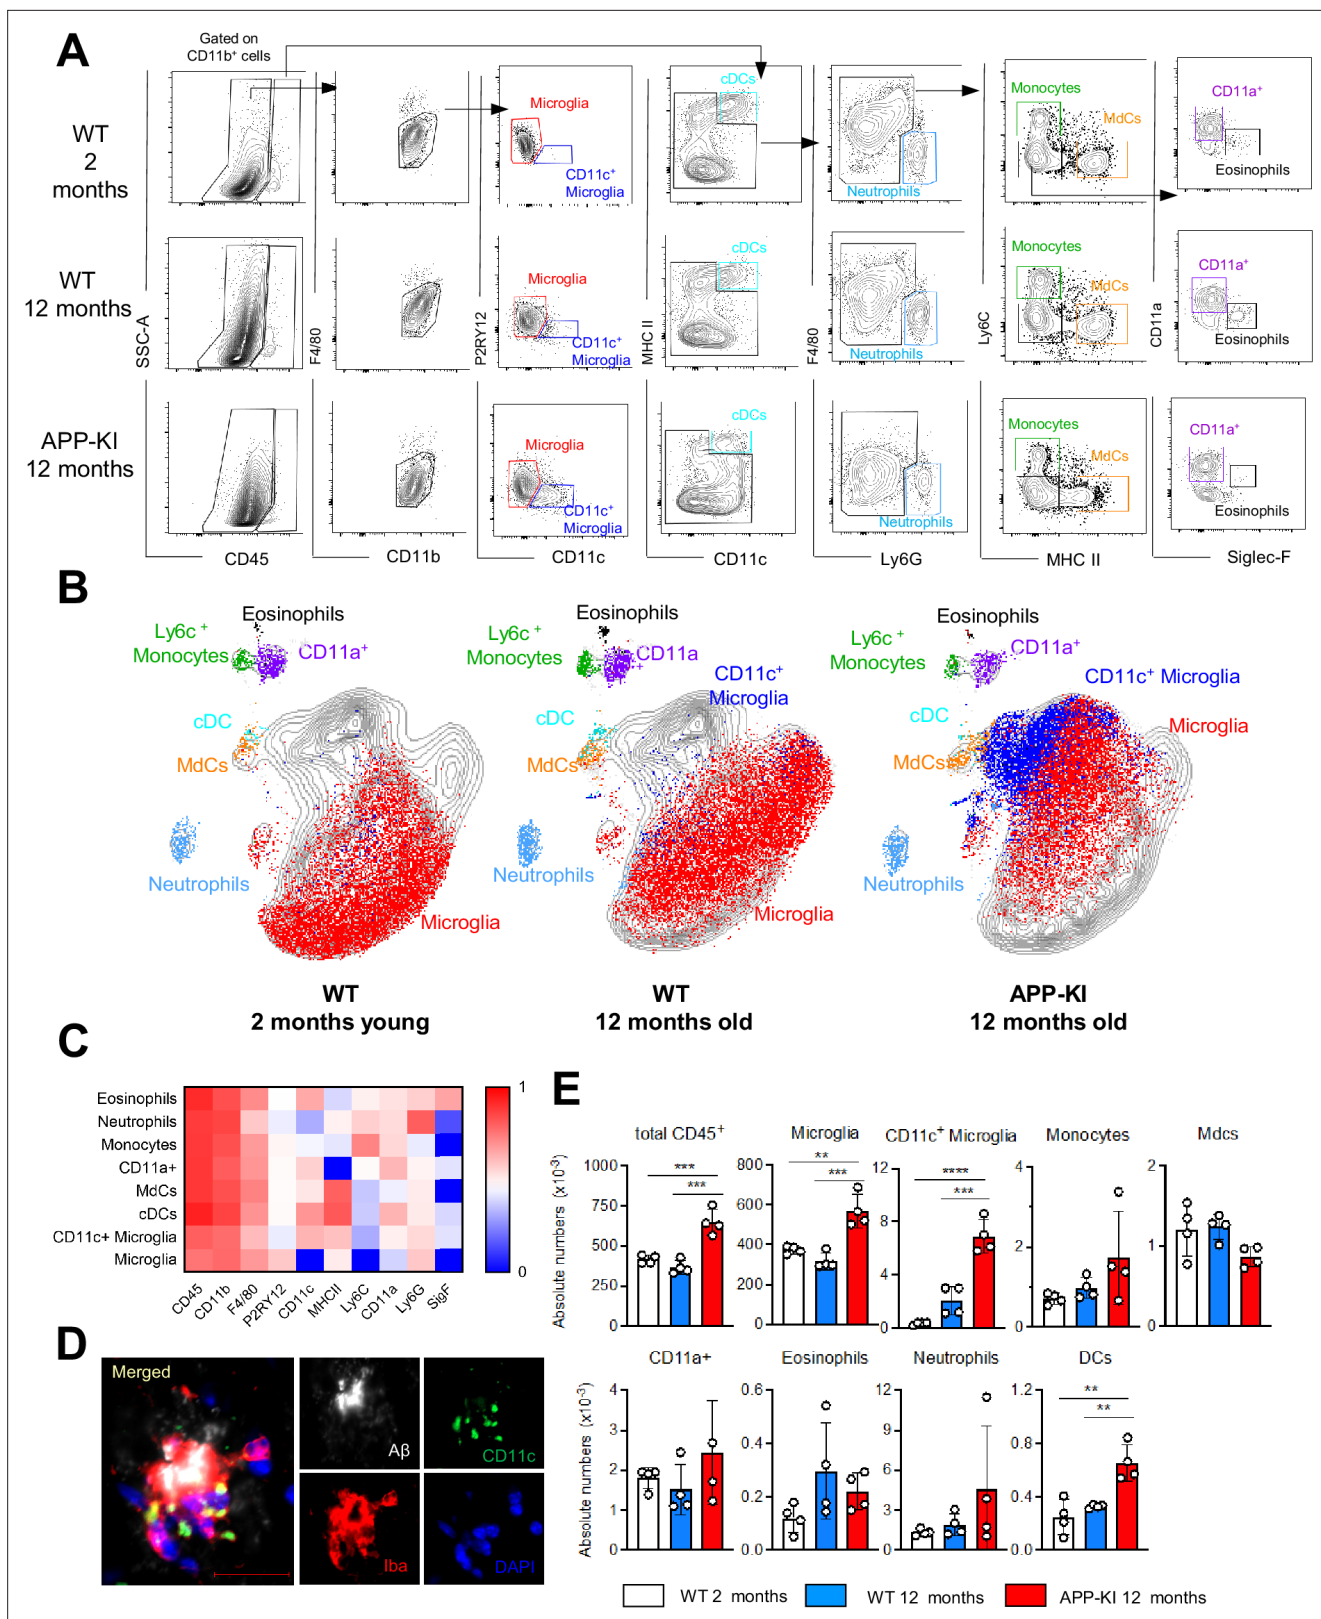 A
Gated on
CD11b+ cells
WT
2
months
Microglia
CD11c+
Microglia
cDCs
Neutrophils
Monocytes
MdCs
CD11a+
Eosinophils
WT
12 months
Microglia
CD11c+
Microglia
cDCs
Neutrophils
Monocytes
MdCs
CD11a+
Eosinophils
SSC-A
F4/80
P2RY12
MHC II
F4/80
Ly6C
CD11a
APP-KI
12 months
Microglia
CD11c+
Microglia
cDCs
Neutrophils
Monocytes
MdCs
CD11a+
Eosinophils
CD45
CD11b
CD11c
CD11c
Ly6G
MHC II
Siglec-F
B
Eosinophils
Ly6c +
Monocytes
CD11a+
cDC
MdCs
Neutrophils
Microglia
WT
2 months young
Eosinophils
Ly6c +
Monocytes
CD11a
+
CD11c+
Microglia
cDC
MdCs
Neutrophils
Microglia
WT
12 months old
Eosinophils
Ly6c +
Monocytes
CD11a+
CD11c+ Microglia
cDC
Microglia
MdCs
Neutrophils
APP-KI
12 months old
C
Eosinophils
Neutrophils
Monocytes
CD11a+
MdCs
cDCs
CD11c+ Microglia
Microglia
CD45
CD11b
F4/80
P2RY12
CD11c
MHCII
Ly6C
CD11a
Ly6G
SigF
1
0
D
Merged
Aβ
CD11c
Iba
DAPI
E
total CD45+
Absolute numbers (x10-3)
1000
750
500
250
0
***
***
Microglia
800
600
400
200
0
**
***
CD11c+ Microglia
12
8
4
0
****
***
Monocytes
4
2
0
Mdcs
2
1
0
CD11a+
Absolute numbers (x10-3)
4
3
2
1
0
Eosinophils
0.6
0.4
0.2
0.0
Neutrophils
12
9
6
3
0
DCs
1.2
0.8
0.4
0.0
**
**
WT 2 months
WT 12 months
APP-KI 12 months